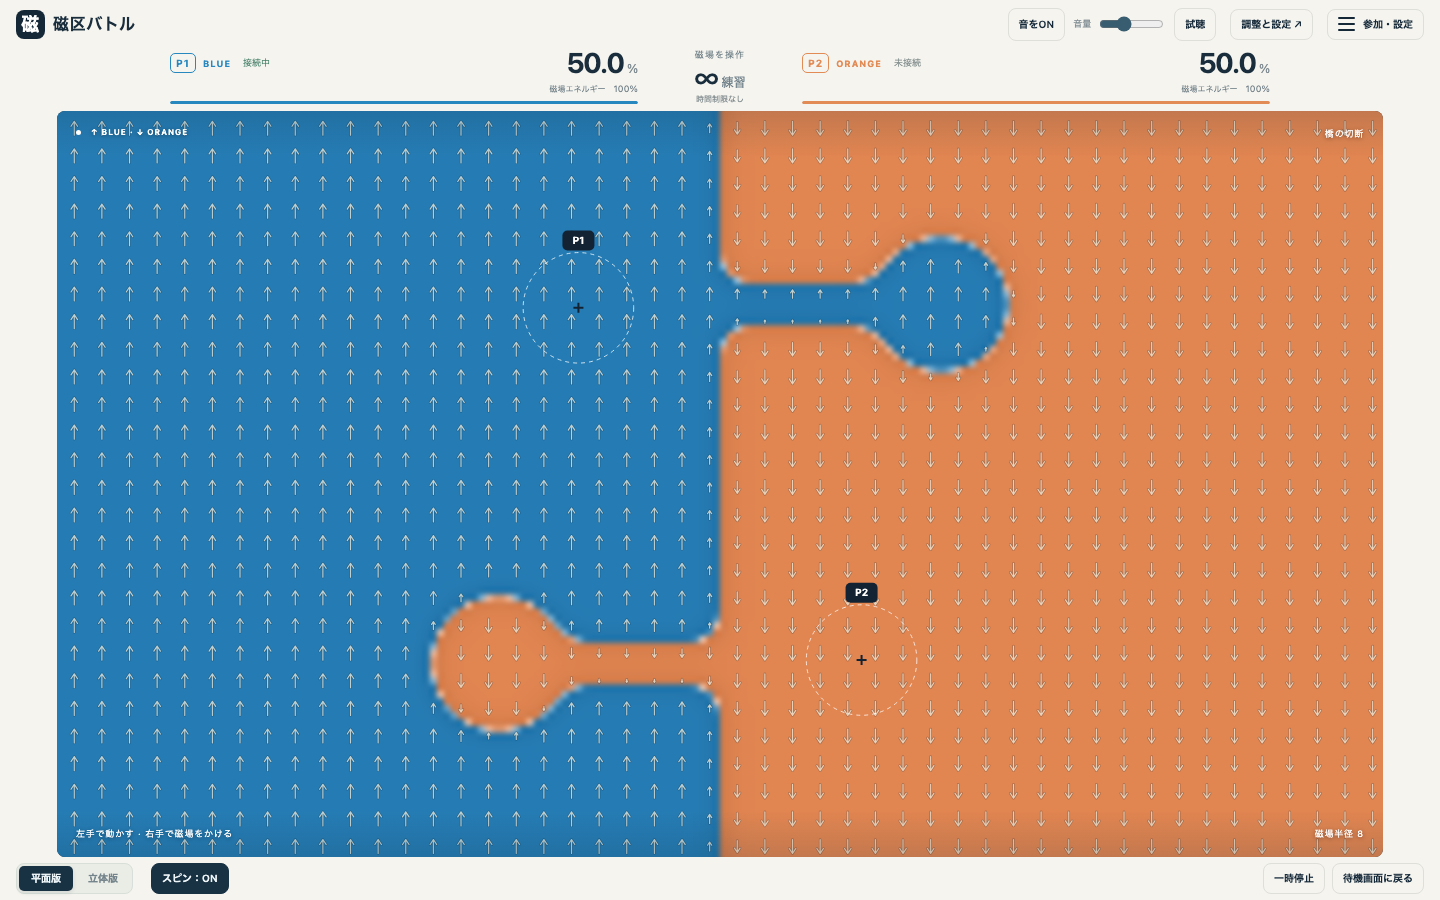 磁 磁区バトル
音をON 音量 試聴 調整と設定 ↗ 参加・設定
P1 BLUE 接続中 50.0%
磁場エネルギー 100%
磁場を操作
∞ 練習
時間制限なし
P2 ORANGE 未接続 50.0%
磁場エネルギー 100%
↑ BLUE · ↓ ORANGE
橋の切断
P1
P2
左手で動かす · 右手で磁場をかける
磁場半径 8
平面版 立体版 スピン：ON
一時停止 待機画面に戻る